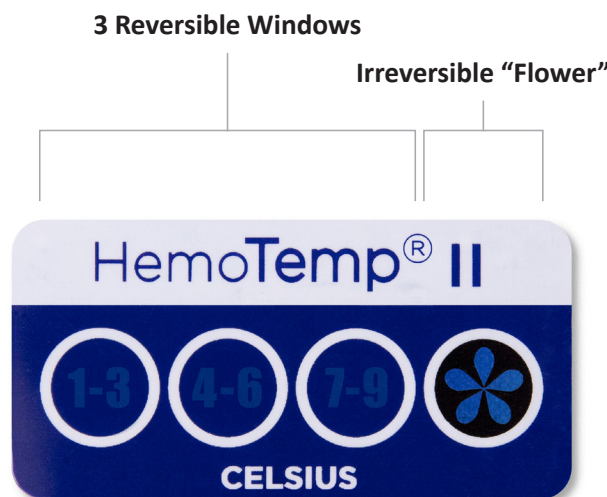 3 Reversible Windows
Irreversible “Flower”
HemoTemp® II
1-3 4-6 7-9
CELSIUS